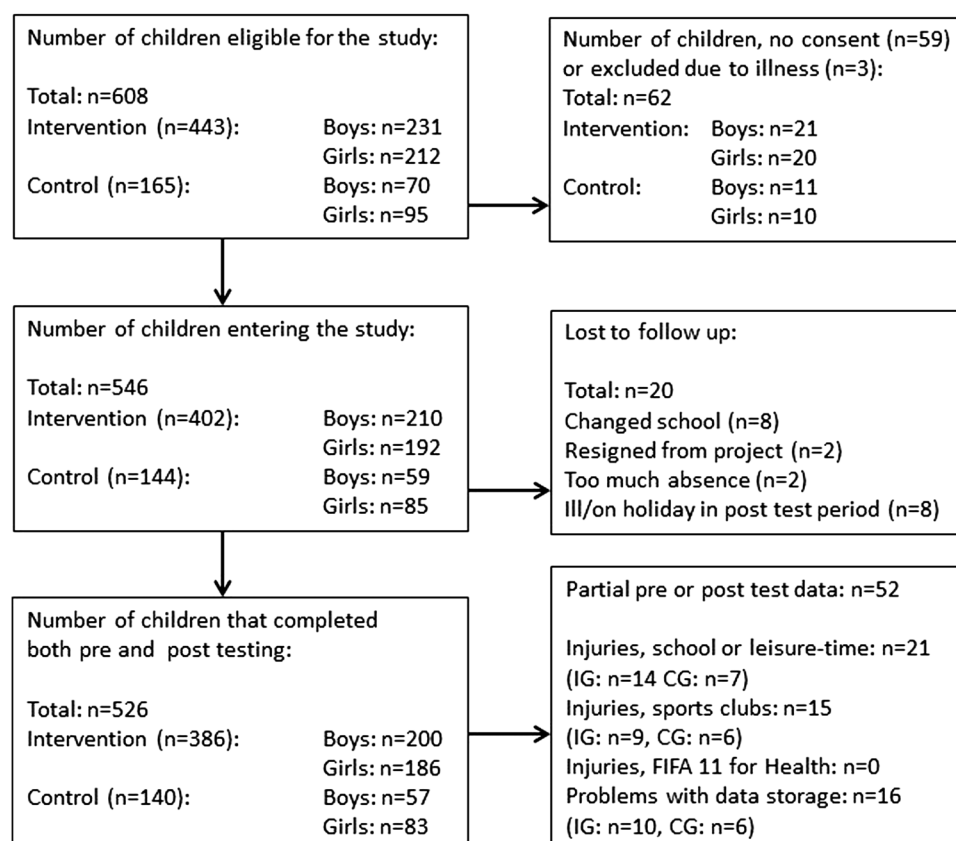 Number of children eligible for the study:
Total: n=608
Intervention (n=443): Boys: n=231
Girls: n=212
Control (n=165): Boys: n=70
Girls: n=95
Number of children, no consent (n=59)
or excluded due to illness (n=3):
Total: n=62
Intervention: Boys: n=21
Girls: n=20
Control: Boys: n=11
Girls: n=10
Number of children entering the study:
Total: n=546
Intervention (n=402): Boys: n=210
Girls: n=192
Control (n=144): Boys: n=59
Girls: n=85
Lost to follow up:
Total: n=20
Changed school (n=8)
Resigned from project (n=2)
Too much absence (n=2)
Ill/on holiday in post test period (n=8)
Number of children that completed
both pre and post testing:
Total: n=526
Intervention (n=386): Boys: n=200
Girls: n=186
Control (n=140): Boys: n=57
Girls: n=83
Partial pre or post test data: n=52
Injuries, school or leisure-time: n=21
(IG: n=14 CG: n=7)
Injuries, sports clubs: n=15
(IG: n=9, CG: n=6)
Injuries, FIFA 11 for Health: n=0
Problems with data storage: n=16
(IG: n=10, CG: n=6)